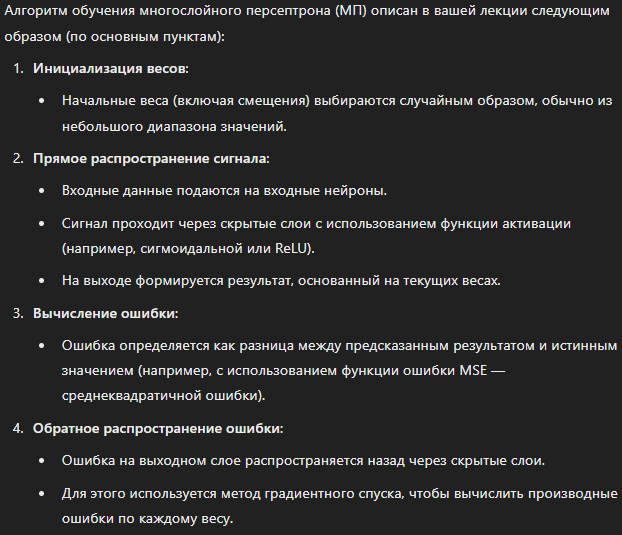 Алгоритм обучения многослойного персептрона (МП) описан в вашей лекции следующим
образом (по основным пунктам):
1. Инициализация весов:
• Начальные веса (включая смещения) выбираются случайным образом, обычно из
небольшого диапазона значений.
2. Прямое распространение сигнала:
• Входные данные подаются на входные нейроны.
• Сигнал проходит через скрытые слои с использованием функции активации
(например, сигмоидальной или ReLU).
• На выходе формируется результат, основанный на текущих весах.
3. Вычисление ошибки:
• Ошибка определяется как разница между предсказанным результатом и истинным
значением (например, с использованием функции ошибки MSE —
среднеквадратичной ошибки).
4. Обратное распространение ошибки:
• Ошибка на выходном слое распространяется назад через скрытые слои.
• Для этого используется метод градиентного спуска, чтобы вычислить производные
ошибки по каждому весу.